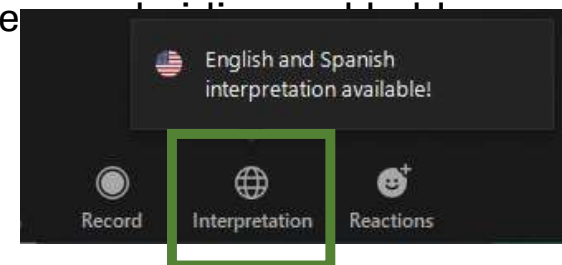 English and Spanish
interpretation available!
Record
Interpretation
Reactions